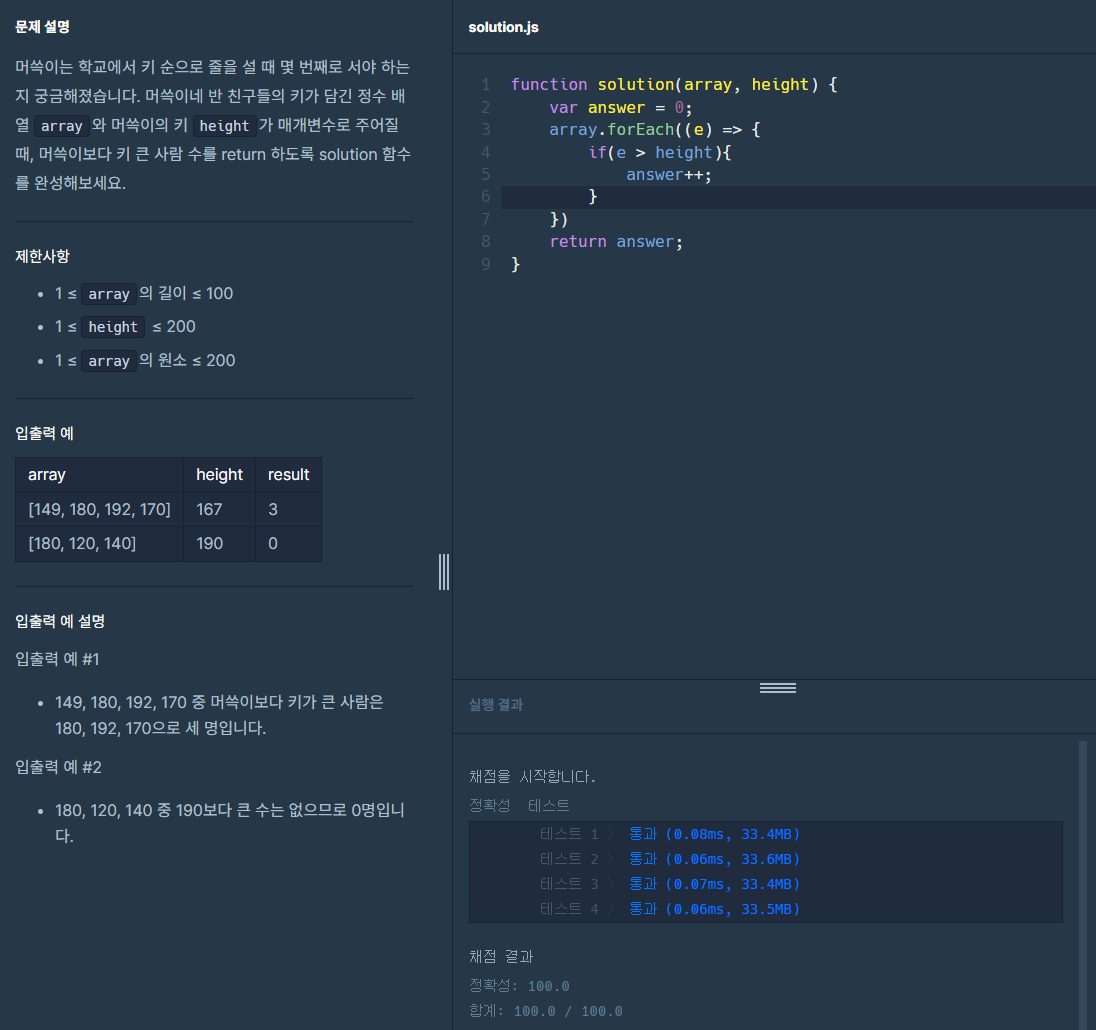 문제 설명
머쓱이는 학교에서 키 순으로 줄을 설 때 몇 번째로 서야 하는
지 궁금해졌습니다. 머쓱이네 반 친구들의 키가 담긴 정수 배
열 array와 머쓱이의 키 height가 매개변수로 주어질
때, 머쓱이보다 키 큰 사람 수를 return 하도록 solution 함수
를 완성해보세요.
제한사항
• 1 ≤ array의 길이 ≤ 100
• 1 ≤ height ≤ 200
• 1 ≤ array의 원소 ≤ 200
입출력 예
array height result
[149, 180, 192, 170] 167 3
[180, 120, 140] 190 0
입출력 예 설명
입출력 예 #1
• 149, 180, 192, 170 중 머쓱이보다 키가 큰 사람은
180, 192, 170으로 세 명입니다.
입출력 예 #2
• 180, 120, 140 중 190보다 큰 수는 없으므로 0명입니
다.
solution.js
1 function solution(array, height) {
2     var answer = 0;
3     array.forEach((e) => {
4         if(e > height){
5             answer++;
6         }
7     })
8     return answer;
9 }
실행 결과
채점을 시작합니다.
정확성 테스트
테스트 1 〉 통과 (0.08ms, 33.4MB)
테스트 2 〉 통과 (0.06ms, 33.6MB)
테스트 3 〉 통과 (0.07ms, 33.4MB)
테스트 4 〉 통과 (0.06ms, 33.5MB)
채점 결과
정확성: 100.0
합계: 100.0 / 100.0